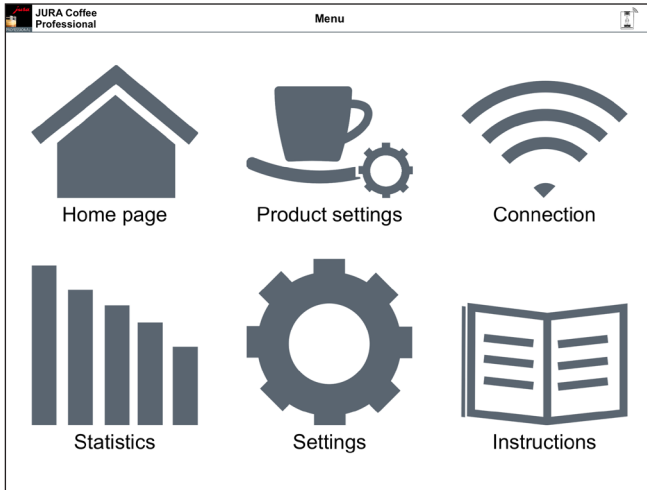 JURA Coffee
Professional
Menu
Home page
Product settings
Connection
Statistics
Settings
Instructions